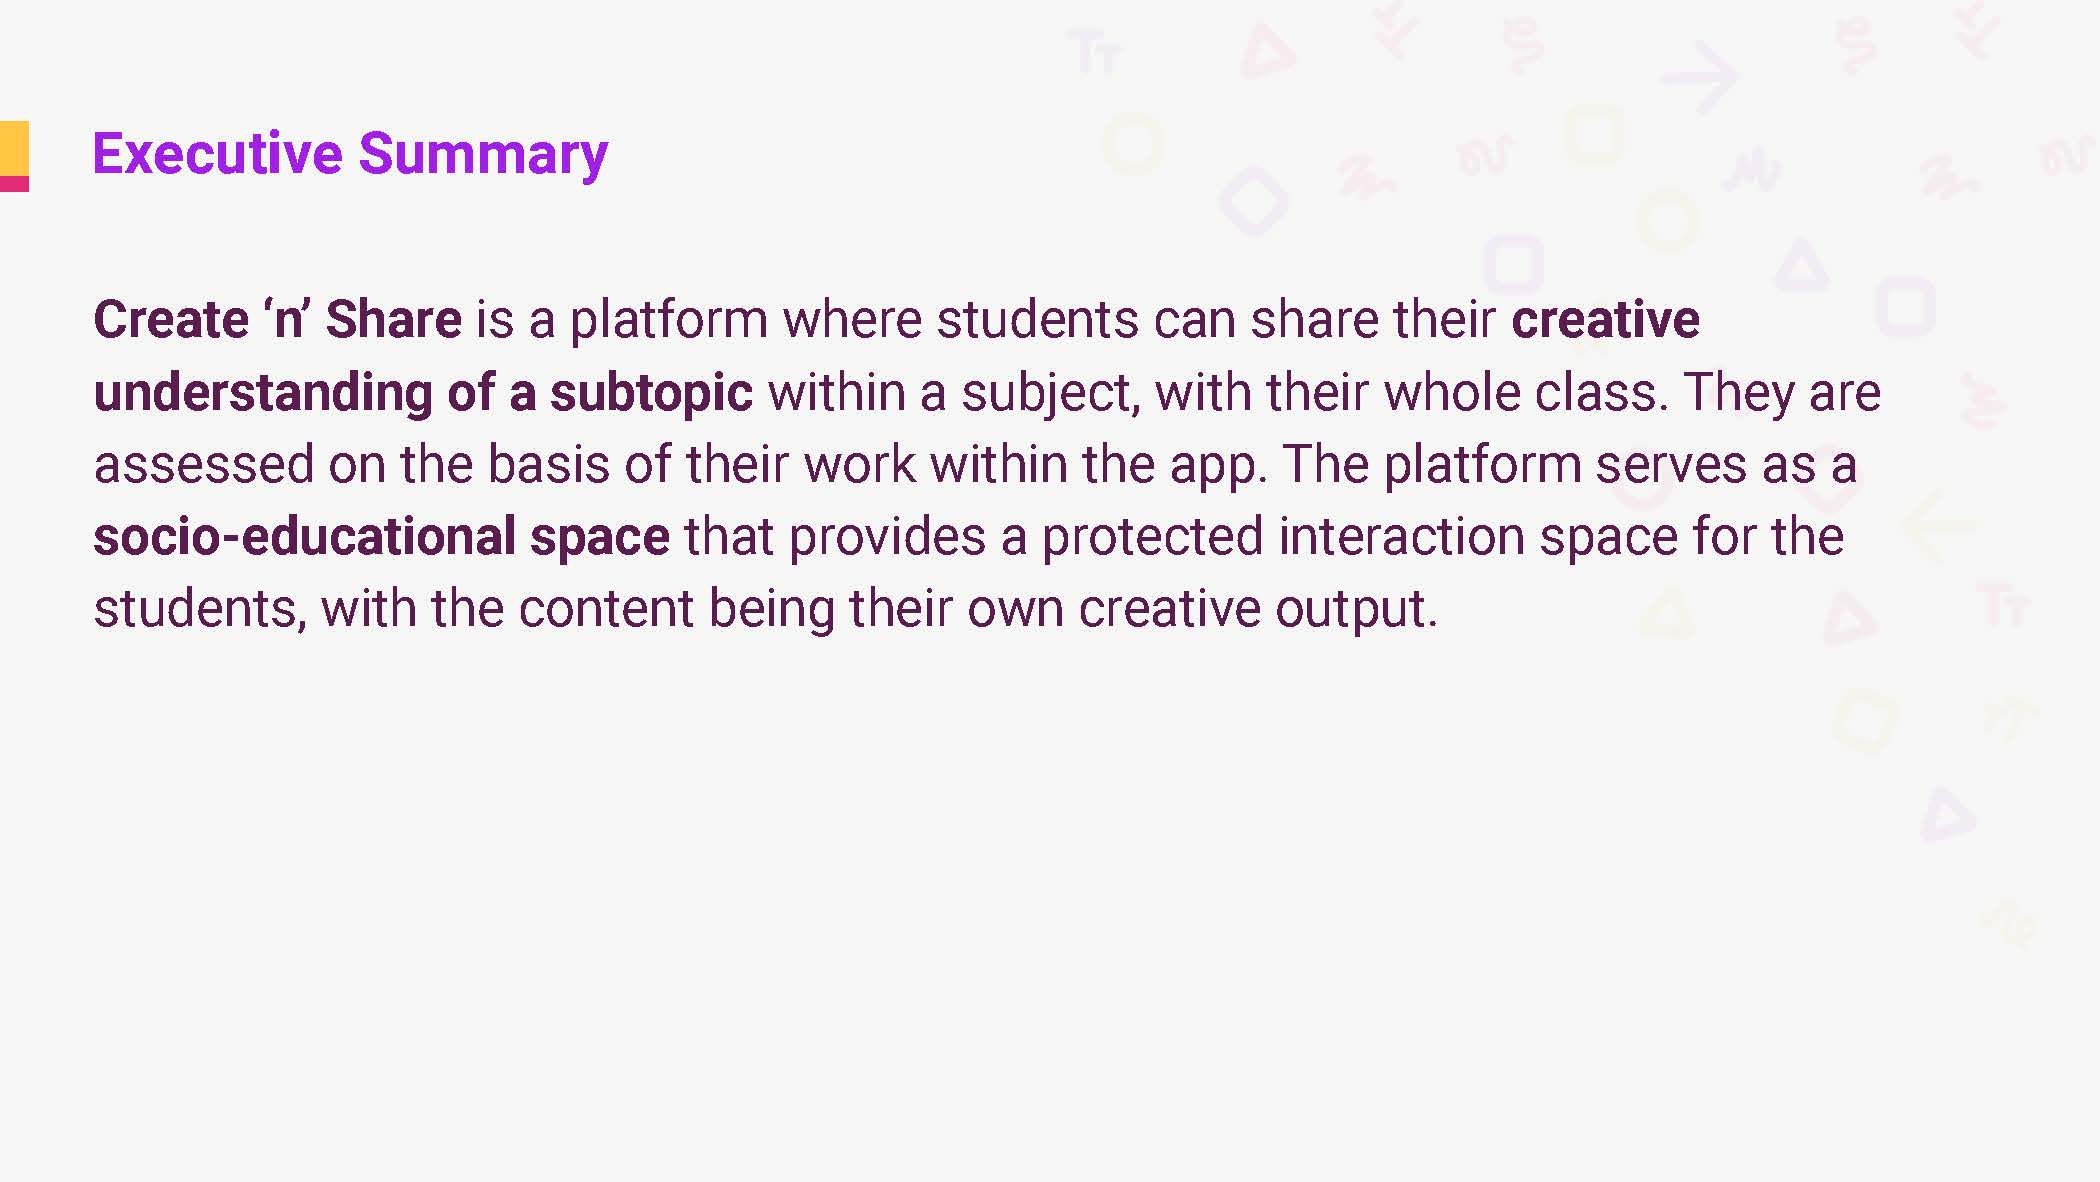 Executive Summary
Create ‘n’ Share is a platform where students can share their creative
understanding of a subtopic within a subject, with their whole class. They are
assessed on the basis of their work within the app. The platform serves as a
socio-educational space that provides a protected interaction space for the
students, with the content being their own creative output.